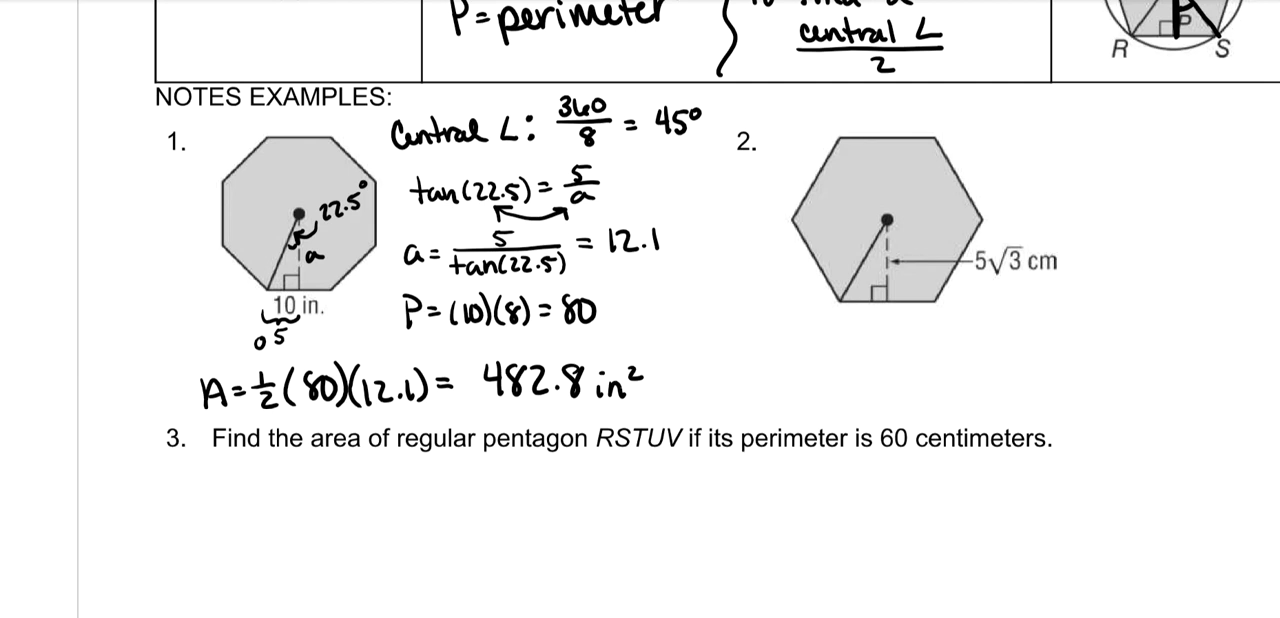 P = perimeter
central ∠
2
R S
P
NOTES EXAMPLES:
Central ∠: 360/8 = 45°
1.
2.
22.5°
tan(22.5) = 5/a
a
a = 5/tan(22.5) = 12.1
5√3 cm
10 in.
P = (10)(8) = 80
5
A = 1/2(80)(12.1) = 482.8 in²
3. Find the area of regular pentagon RSTUV if its perimeter is 60 centimeters.